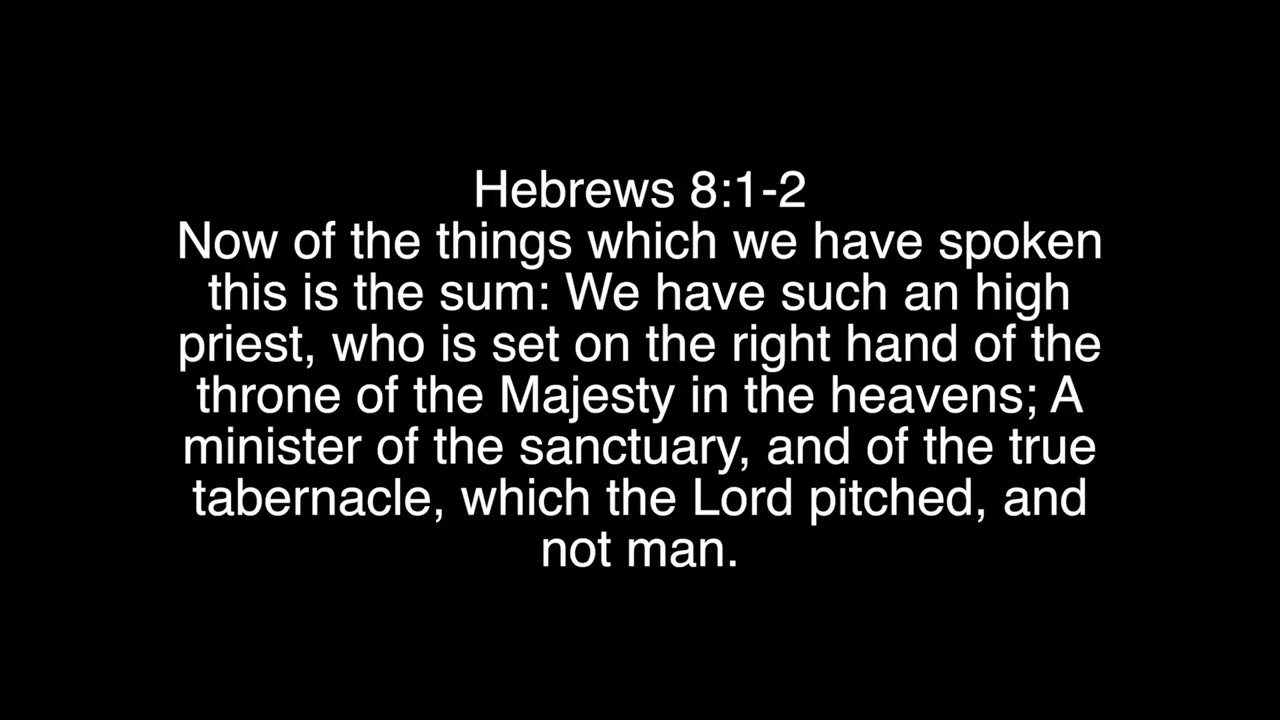 Hebrews 8:1-2
Now of the things which we have spoken
this is the sum: We have such an high
priest, who is set on the right hand of the
throne of the Majesty in the heavens; A
minister of the sanctuary, and of the true
tabernacle, which the Lord pitched, and
not man.